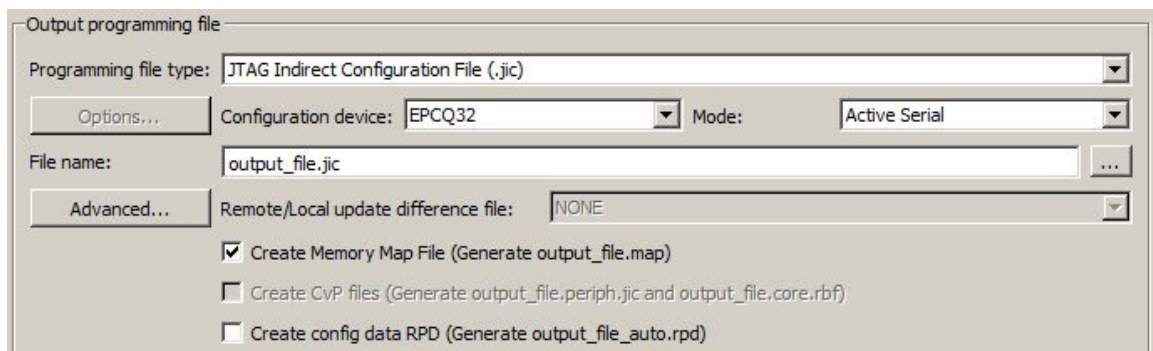 Output programming file
Programming file type: JTAG Indirect Configuration File (.jic)
Options... Configuration device: EPCQ32 Mode: Active Serial
File name: output_file.jic ...
Advanced... Remote/Local update difference file: NONE
Create Memory Map File (Generate output_file.map)
Create CvP files (Generate output_file.periph.jic and output_file.core.rbf)
Create config data RPD (Generate output_file_auto.rpd)